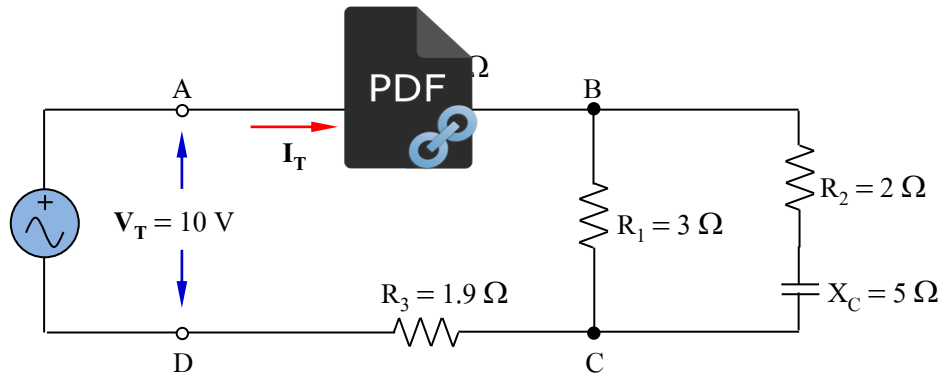 PDF
Ω
A
B
I_T
+
V_T = 10 V
R_1 = 3 Ω
R_2 = 2 Ω
R_3 = 1.9 Ω
X_C = 5 Ω
D
C